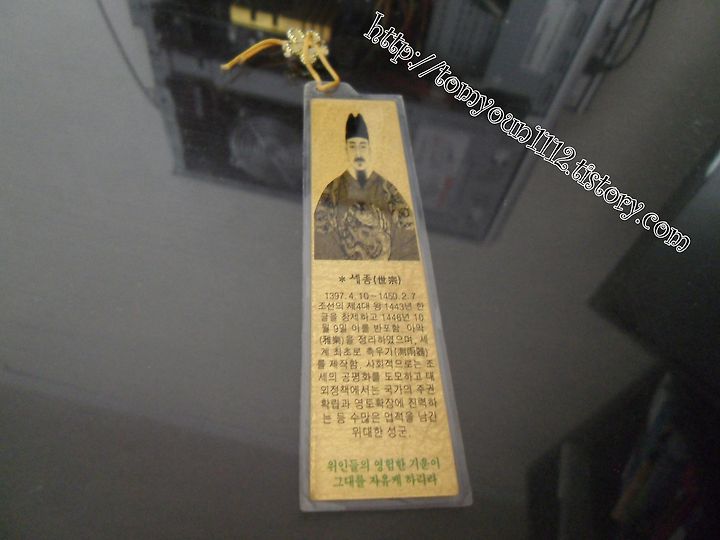 http://tomyoun1112.tistory.com
* 세종(世宗)
1397.4.10~1450.2.7
조선의 제4대 왕 1443년 한
글을 창제하고 1446년 10
월 9일 이를 반포함. 아악
(雅樂)을 정리하였으며, 세
계 최초로 측우기(測雨器)
를 제작함. 사회적으로는 조
세의 공평화를 도모하고 대
외정책에서는 국가의 주권
확립과 영토확장에 진력하
는 등 수많은 업적을 남긴
위대한 성군.
위인들의 영험한 기운이
그대를 자유케 하리라